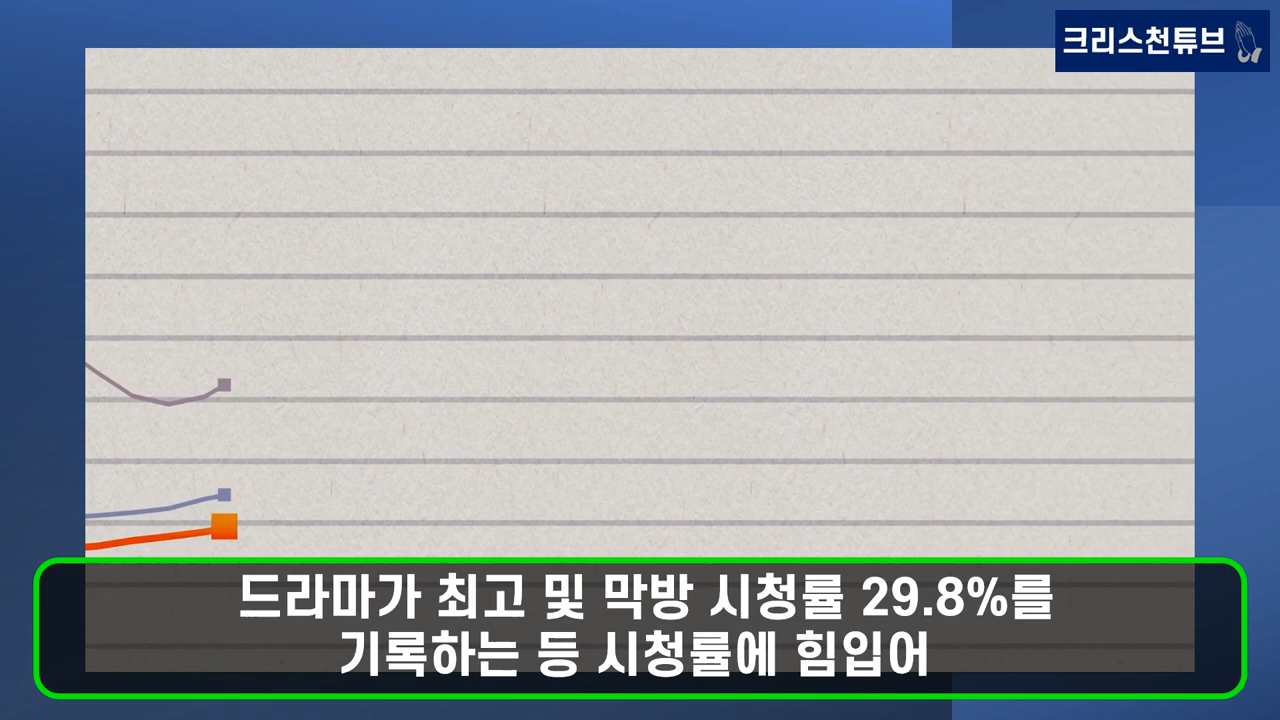 크리스천튜브
드라마가 최고 및 막방 시청률 29.8%를
기록하는 등 시청률에 힘입어